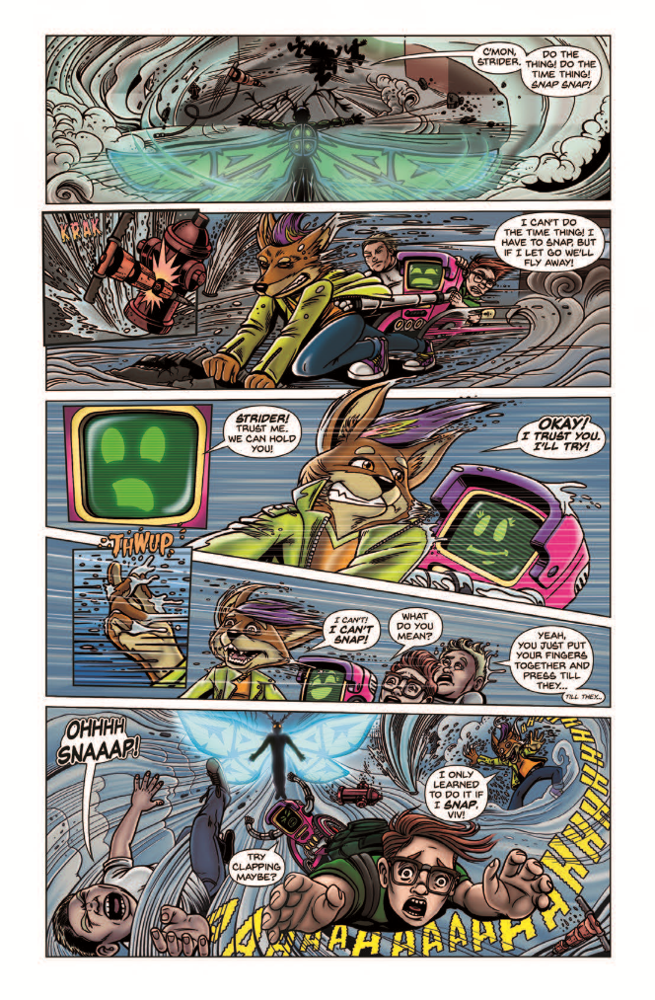 C'MON,
STRIDER.
DO THE
THING! DO THE
TIME THING!
SNAP SNAP!
KRAK
I CAN'T DO
THE TIME THING! I
HAVE TO SNAP, BUT
IF I LET GO WE'LL
FLY AWAY!
STRIDER!
TRUST ME.
WE CAN HOLD
YOU!
OKAY!
I TRUST YOU.
I'LL TRY!
THWUP
I CAN'T!
I CAN'T
SNAP!
WHAT
DO YOU
MEAN?
YEAH,
YOU JUST PUT
YOUR FINGERS
TOGETHER AND
PRESS TILL
THEY...
TILL THEY...
OHHHH
SNAAAP!
I ONLY
LEARNED
TO DO IT IF
I SNAP,
VIV!
TRY
CLAPPING
MAYBE?